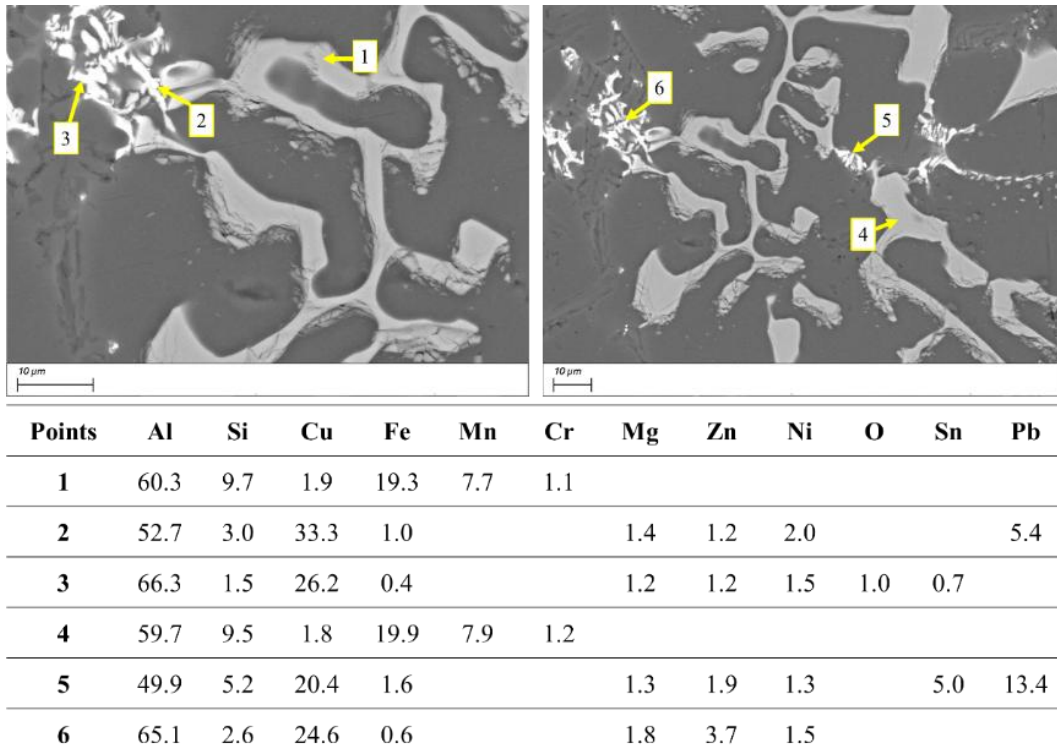 1
2
3
10 µm
6
5
4
10 µm
Points Al Si Cu Fe Mn Cr Mg Zn Ni O Sn Pb
1 60.3 9.7 1.9 19.3 7.7 1.1
2 52.7 3.0 33.3 1.0 1.4 1.2 2.0 5.4
3 66.3 1.5 26.2 0.4 1.2 1.2 1.5 1.0 0.7
4 59.7 9.5 1.8 19.9 7.9 1.2
5 49.9 5.2 20.4 1.6 1.3 1.9 1.3 5.0 13.4
6 65.1 2.6 24.6 0.6 1.8 3.7 1.5